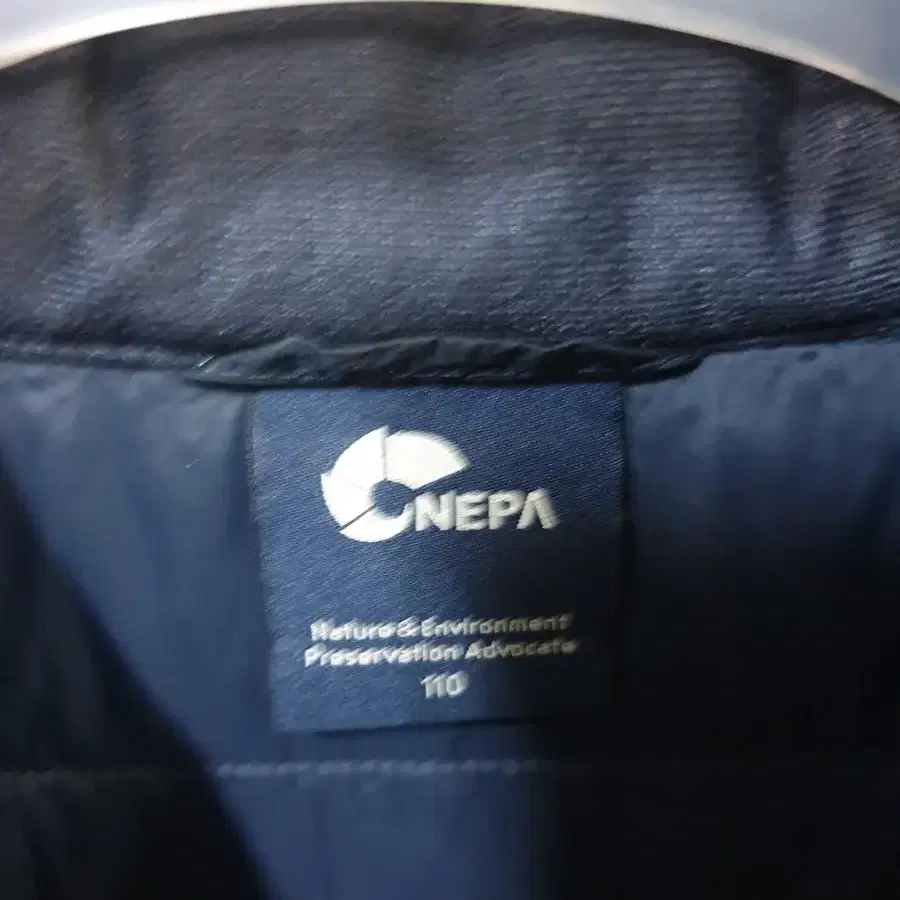 NEPA
Nature & Environment
Preservation Advocate
110